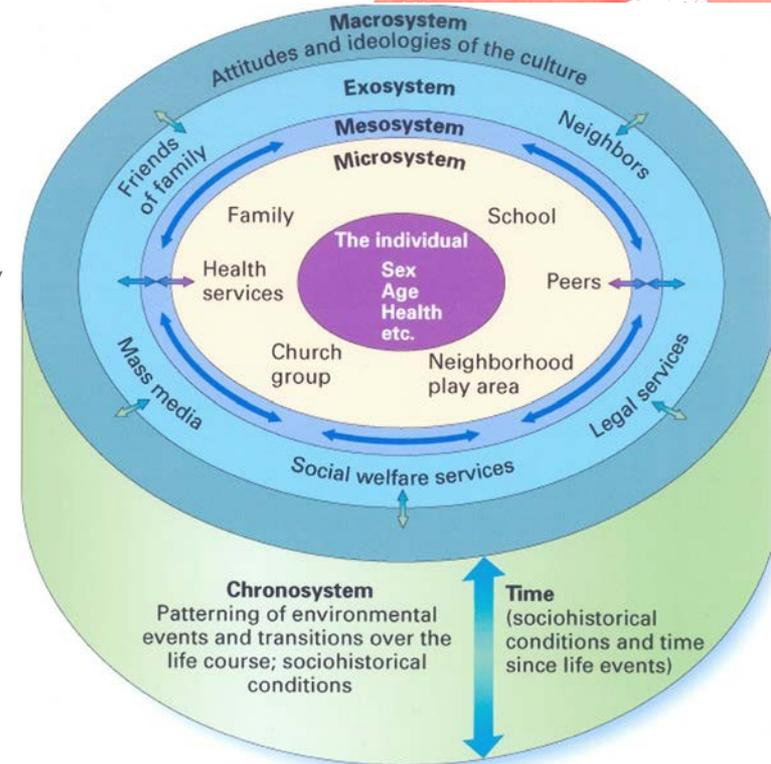 Macrosystem
Attitudes and ideologies of the culture
Exosystem
Mesosystem
Microsystem
Friends
of family
Neighbors
Family
School
The individual
Sex
Age
Health
etc.
Health
services
Peers
Church
group
Neighborhood
play area
Mass media
Legal services
Social welfare services
Chronosystem
Patterning of environmental
events and transitions over the
life course; sociohistorical
conditions
Time
(sociohistorical
conditions and time
since life events)